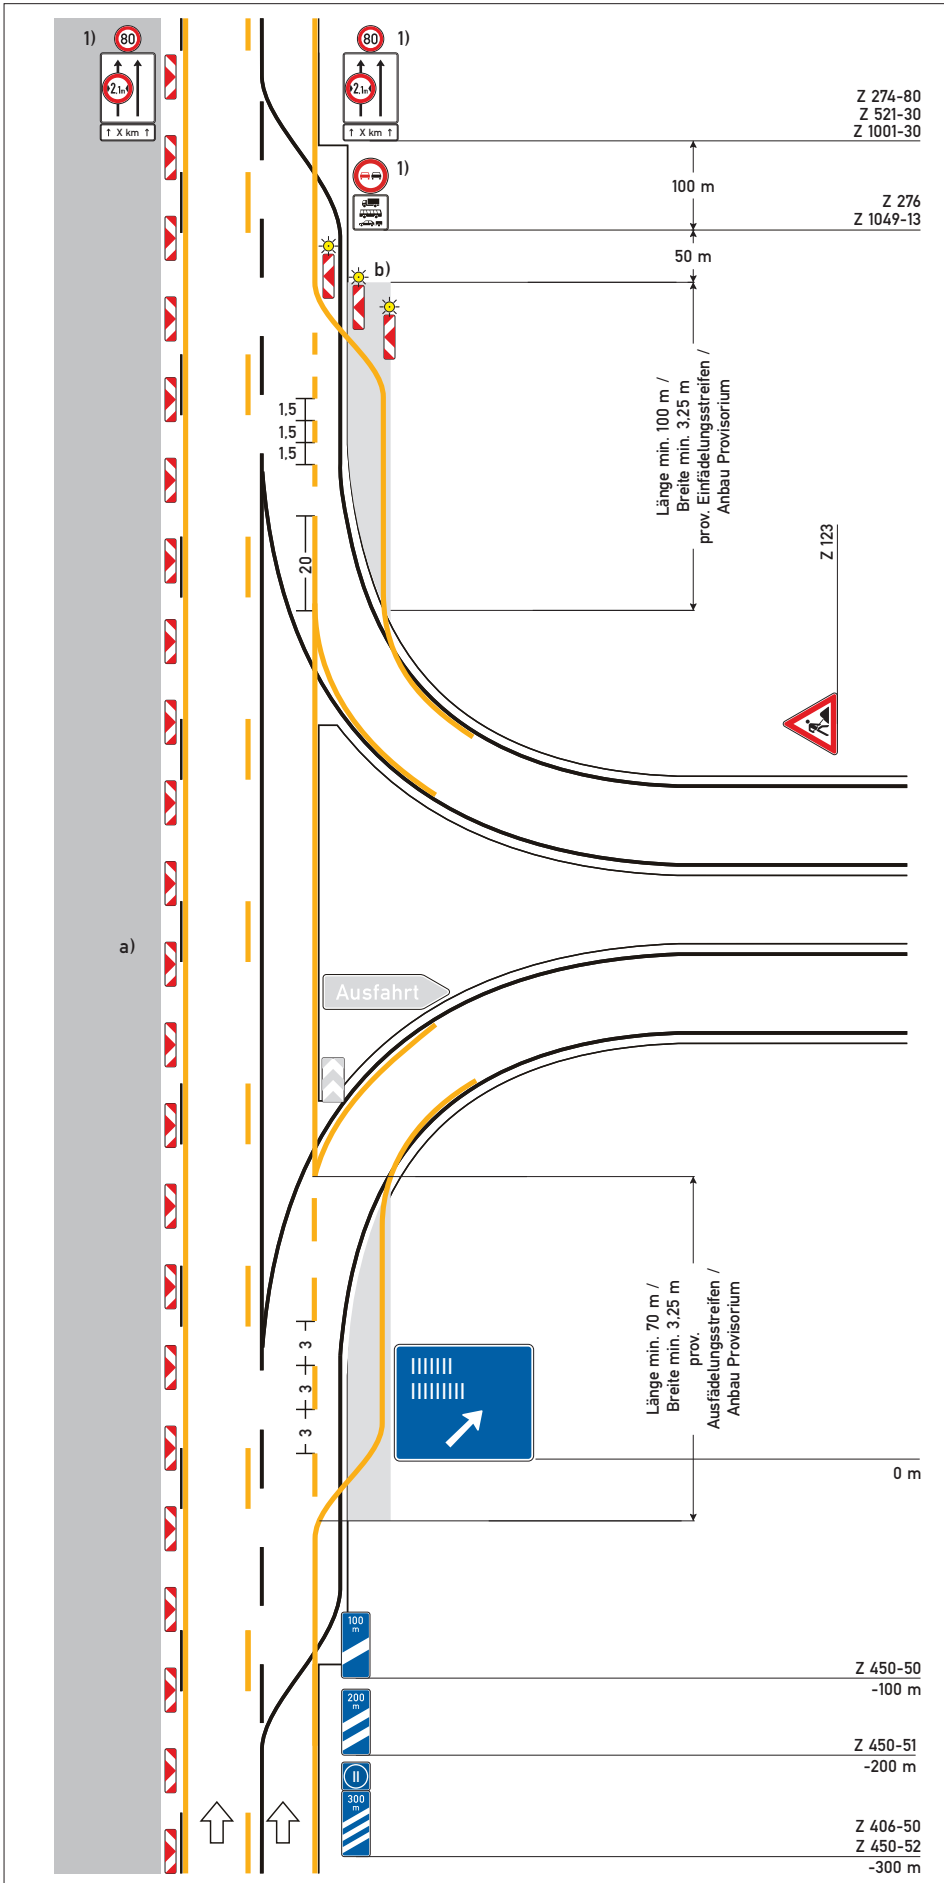 1)
80
2.1m
↑ X km ↑
80
1)
2.1m
↑ X km ↑
Z 274-80
Z 521-30
Z 1001-30
1)
100 m
Z 276
Z 1049-13
50 m
b)
Länge min. 100 m /
Breite min. 3,25 m
prov. Einfädelungsstreifen /
Anbau Provisorium
1,5
1,5
1,5
20
Z 123
a)
Ausfahrt
Länge min. 70 m /
Breite min. 3,25 m
prov.
Ausfädelungsstreifen /
Anbau Provisorium
3
3
3
0 m
100
m
Z 450-50
-100 m
200
m
Z 450-51
-200 m
II
300
m
Z 406-50
Z 450-52
-300 m